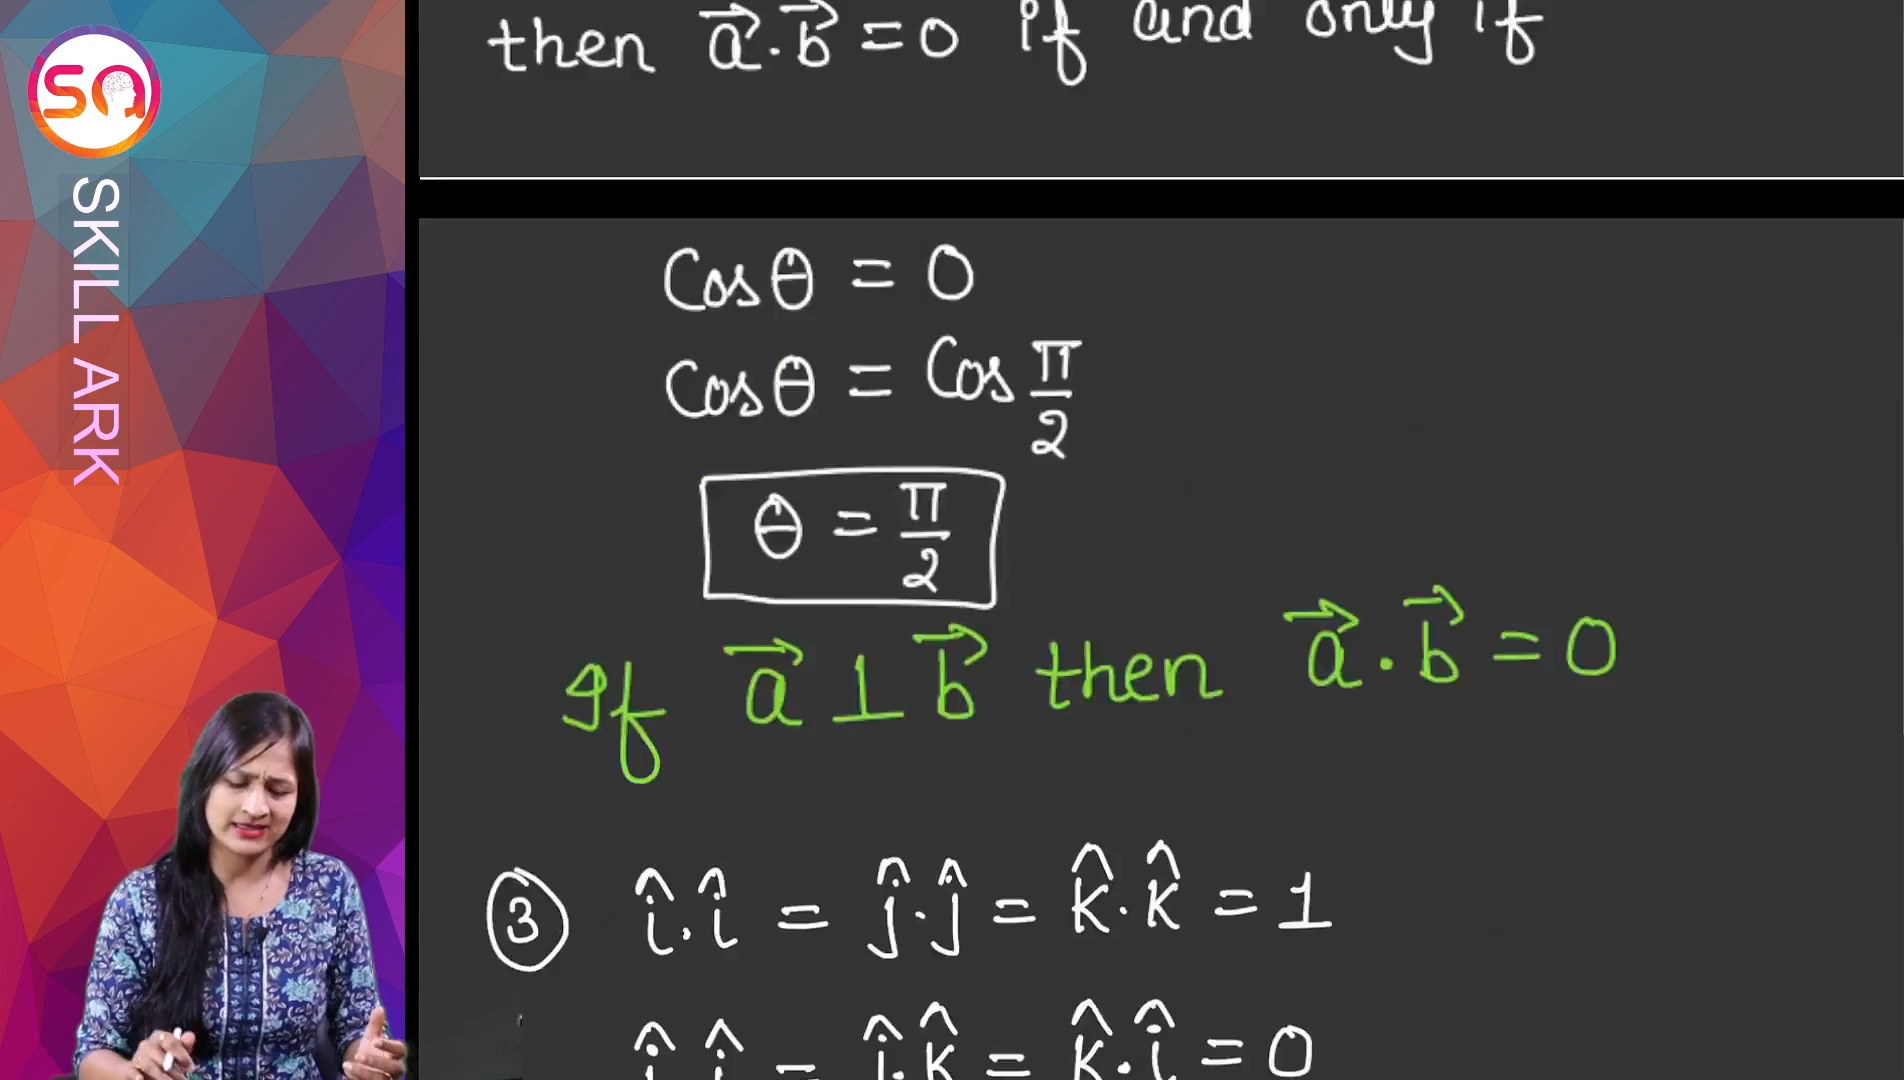 SKILL ARK
then a⃗.b⃗ = 0 if and only if
Cosθ = 0
Cosθ = Cos π/2
θ = π/2
If a⃗ ⊥ b⃗ then a⃗ . b⃗ = 0
③ î.î = ĵ.ĵ = k̂.k̂ = 1
= ĵ.k̂ = k̂.î = 0